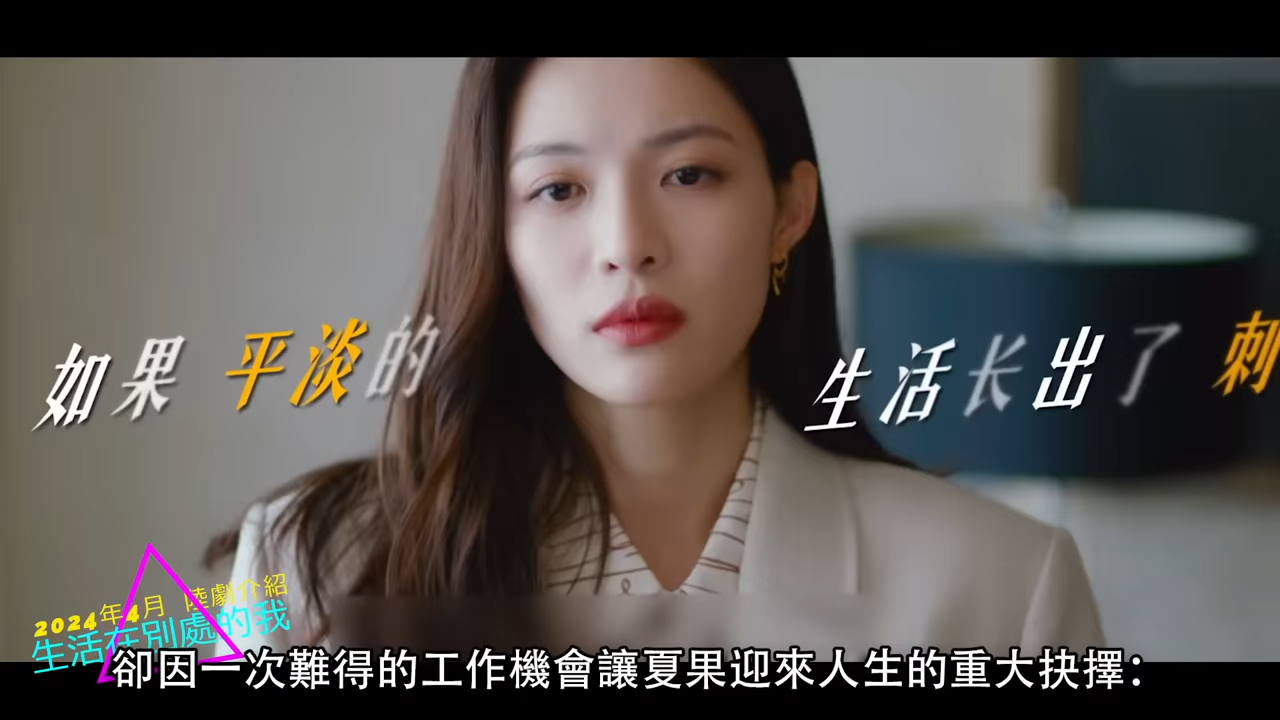 如果 平淡的
生活长出了 刺
2024年4月 陸劇介紹
生活在別處的我
卻因一次難得的工作機會讓夏果迎來人生的重大抉擇：